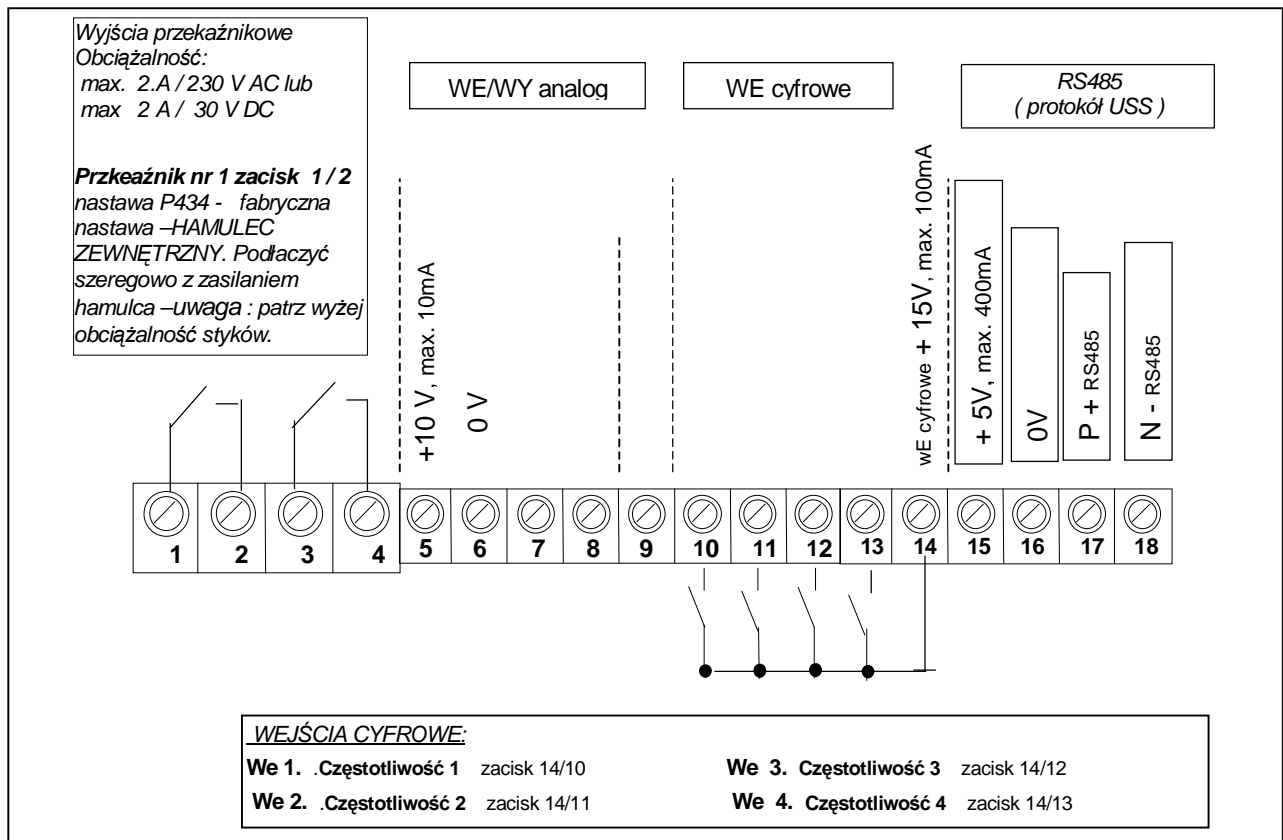 Wyjścia przekaźnikowe
Obciążalność:
max. 2.A / 230 V AC lub
max 2 A / 30 V DC
Przkeaźnik nr 1 zacisk 1 / 2
nastawa P434 - fabryczna
nastawa –HAMULEC
ZEWNĘTRZNY. Podłaczyć
szeregowo z zasilaniem
hamulca –uwaga : patrz wyżej
obciążalność styków.
WE/WY analog
WE cyfrowe
RS485
( protokół USS )
+10 V, max. 10mA
0 V
wE cyfrowe + 15V, max. 100mA
+ 5V, max. 400mA
0V
P + RS485
N - RS485
1 2 3 4 5 6 7 8 9 10 11 12 13 14 15 16 17 18
WEJŚCIA CYFROWE:
We 1. .Częstotliwość 1 zacisk 14/10
We 3. Częstotliwość 3 zacisk 14/12
We 2. .Częstotliwość 2 zacisk 14/11
We 4. Częstotliwość 4 zacisk 14/13